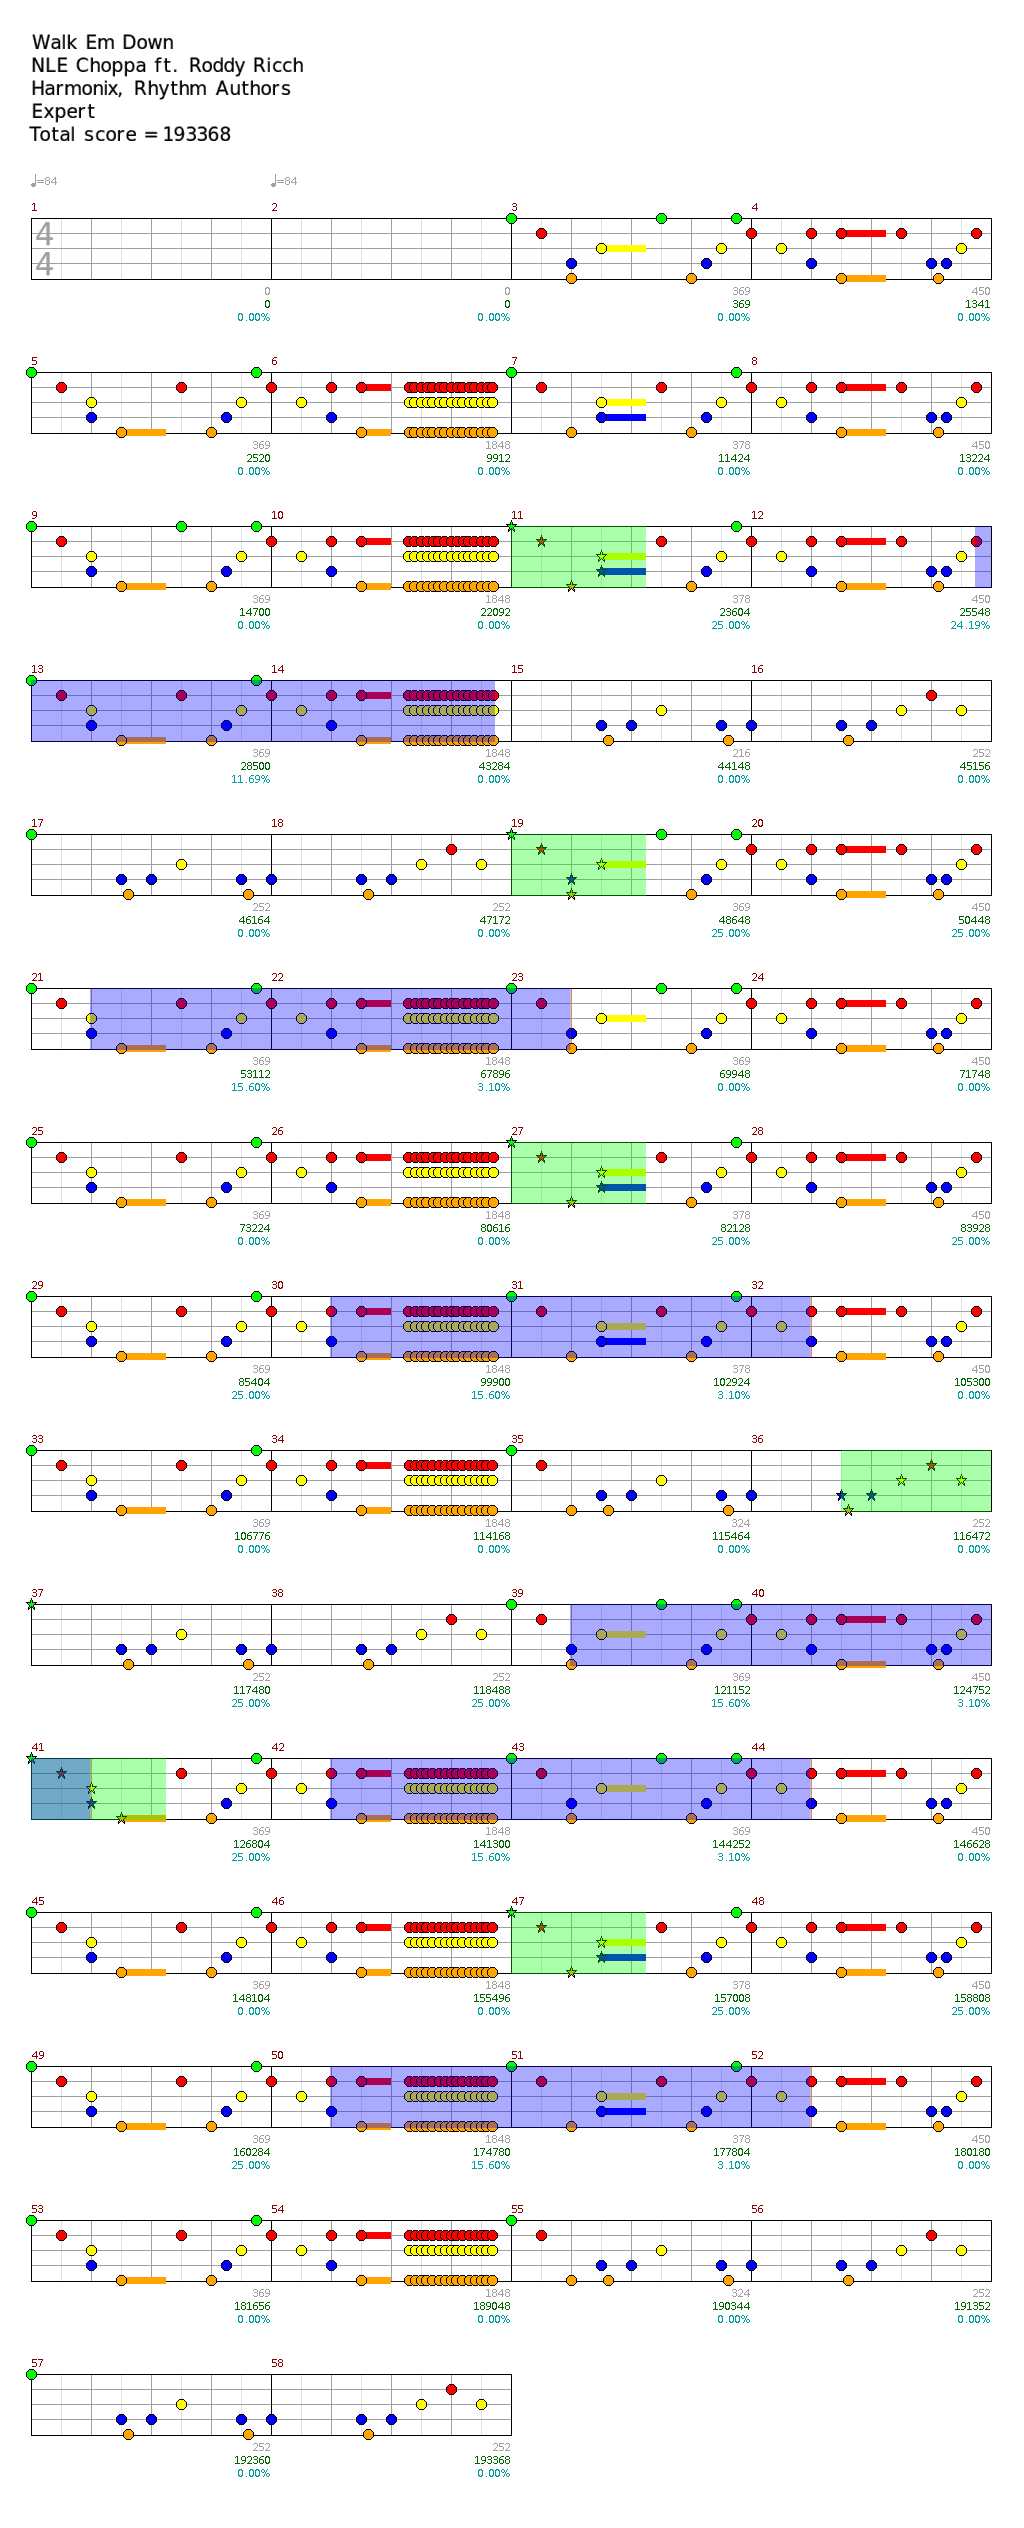 Walk Em Down
NLE Choppa ft. Roddy Ricch
Harmonix, Rhythm Authors
Expert
Total score = 193368
♩=84 ♩=84
1 2 3 4
4
4
0 0 369 450
0 0 369 1341
0.00% 0.00% 0.00% 0.00%
5 6 7 8
369 1848 378 450
2520 9912 11424 13224
0.00% 0.00% 0.00% 0.00%
9 10 11 12
369 1848 378 450
14700 22092 23604 25548
0.00% 0.00% 25.00% 24.19%
13 14 15 16
369 1848 216 252
28500 43284 44148 45156
11.69% 0.00% 0.00% 0.00%
17 18 19 20
252 252 369 450
46164 47172 48648 50448
0.00% 0.00% 25.00% 25.00%
21 22 23 24
369 1848 369 450
53112 67896 69948 71748
15.60% 3.10% 0.00% 0.00%
25 26 27 28
369 1848 378 450
73224 80616 82128 83928
0.00% 0.00% 25.00% 25.00%
29 30 31 32
369 1848 378 450
85404 99900 102924 105300
25.00% 15.60% 3.10% 0.00%
33 34 35 36
369 1848 324 252
106776 114168 115464 116472
0.00% 0.00% 0.00% 0.00%
37 38 39 40
252 252 369 450
117480 118488 121152 124752
25.00% 25.00% 15.60% 3.10%
41 42 43 44
369 1848 369 450
126804 141300 144252 146628
25.00% 15.60% 3.10% 0.00%
45 46 47 48
369 1848 378 450
148104 155496 157008 158808
0.00% 0.00% 25.00% 25.00%
49 50 51 52
369 1848 378 450
160284 174780 177804 180180
25.00% 15.60% 3.10% 0.00%
53 54 55 56
369 1848 324 252
181656 189048 190344 191352
0.00% 0.00% 0.00% 0.00%
57 58
252 252
192360 193368
0.00% 0.00%